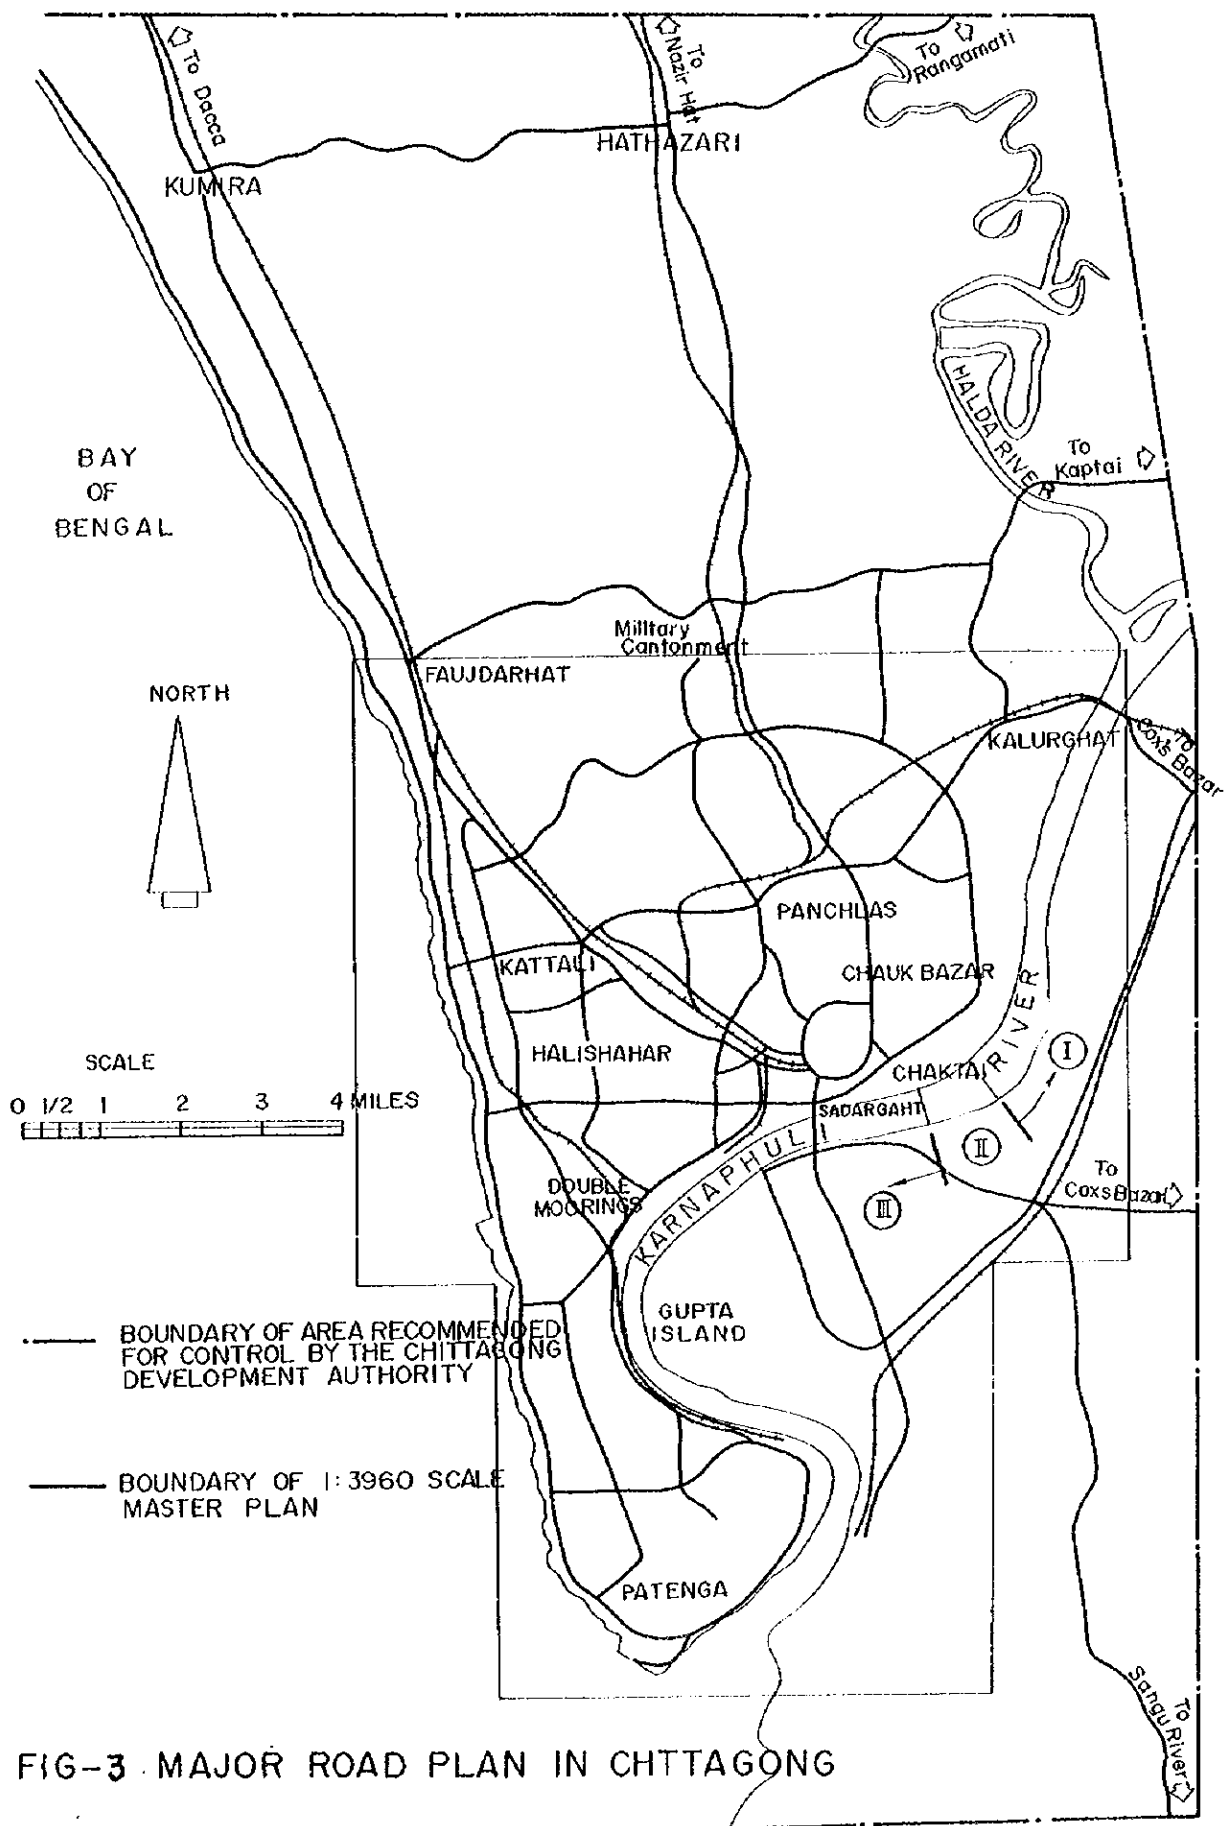 To Dacca
To
Nazir Hat
To
Rangamati
HATHAZARI
KUMIRA
HALDA RIVER
To
Kaptai
BAY
OF
BENGAL
Military
Cantonment
FAUJDARHAT
NORTH
KALURGHAT
To
Coxs Bazar
PANCHLAS
KATTALI
CHAUK BAZAR
RIVER
HALISHAHAR
I
SCALE
CHAKTAI
0 1/2 1 2 3 4 MILES
SADARGAHT
KARNAPHULI
II
DOUBLE
MOORINGS
To
Coxs Bazar
III
GUPTA
ISLAND
BOUNDARY OF AREA RECOMMENDED
FOR CONTROL BY THE CHITTAGONG
DEVELOPMENT AUTHORITY
BOUNDARY OF 1:3960 SCALE
MASTER PLAN
PATENGA
To
Sangu River
FIG-3 MAJOR ROAD PLAN IN CHTTAGONG